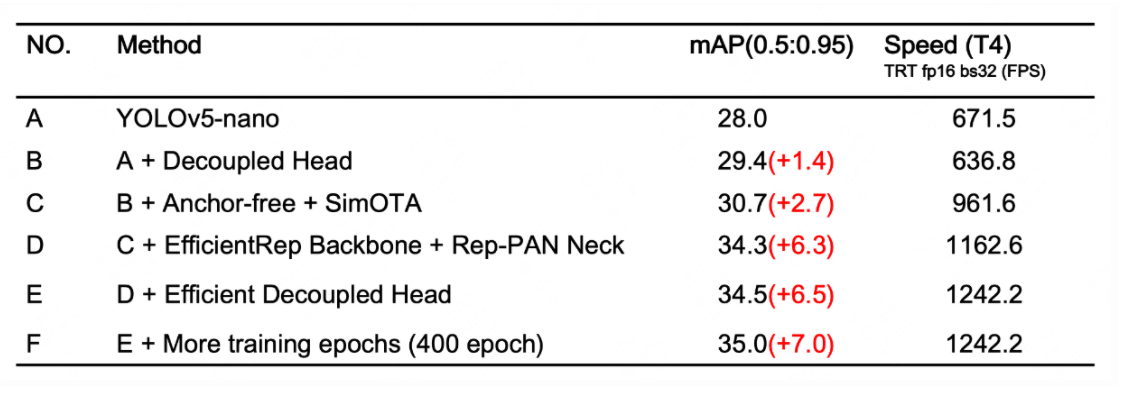 NO. Method mAP(0.5:0.95) Speed (T4)
TRT fp16 bs32 (FPS)
A YOLOv5-nano 28.0 671.5
B A + Decoupled Head 29.4(+1.4) 636.8
C B + Anchor-free + SimOTA 30.7(+2.7) 961.6
D C + EfficientRep Backbone + Rep-PAN Neck 34.3(+6.3) 1162.6
E D + Efficient Decoupled Head 34.5(+6.5) 1242.2
F E + More training epochs (400 epoch) 35.0(+7.0) 1242.2